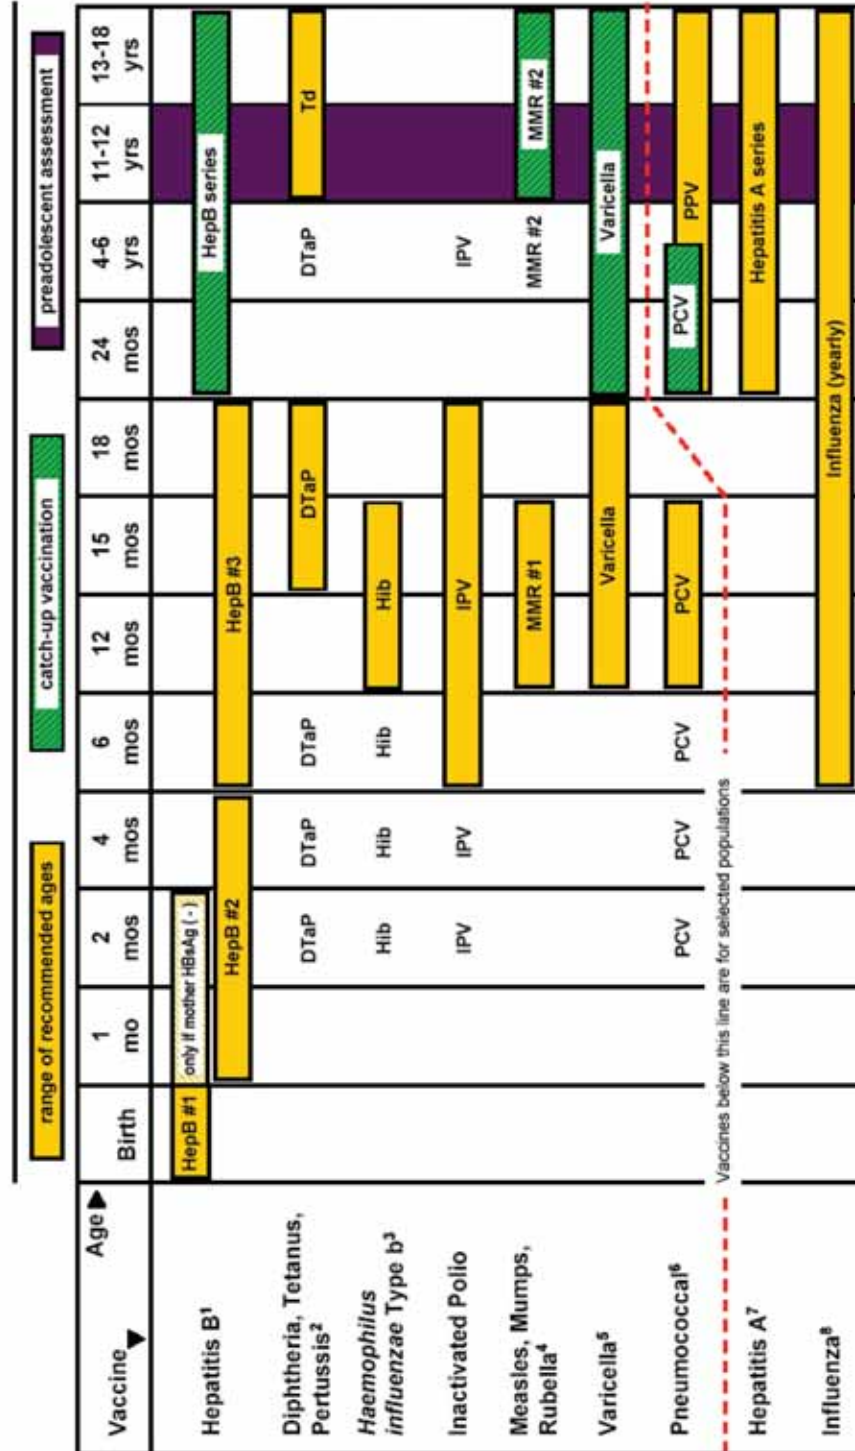 range of recommended ages
catch-up vaccination
preadolescent assessment
Vaccine▼ Age▶
Birth
1 mo
2 mos
4 mos
6 mos
12 mos
15 mos
18 mos
24 mos
4-6 yrs
11-12 yrs
13-18 yrs
Hepatitis B¹
HepB #1
only if mother HBsAg ( - )
HepB #2
HepB #3
HepB series
Diphtheria, Tetanus,
Pertussis²
DTaP
DTaP
DTaP
DTaP
DTaP
Td
Haemophilus
influenzae Type b³
Hib
Hib
Hib
Hib
Inactivated Polio
IPV
IPV
IPV
IPV
Measles, Mumps,
Rubella⁴
MMR #1
MMR #2
MMR #2
Varicella⁵
Varicella
Varicella
Pneumococcal⁶
PCV
PCV
PCV
PCV
PCV
PPV
Vaccines below this line are for selected populations
Hepatitis A⁷
Hepatitis A series
Influenza⁸
Influenza (yearly)